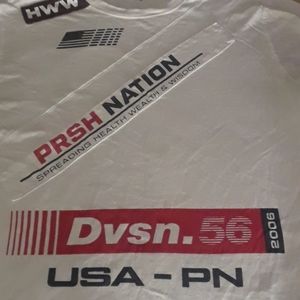 HWW
PRSH NATION
SPREADING HEALTH WEALTH & WISDOM
Dvsn. 56 2006
USA - PN